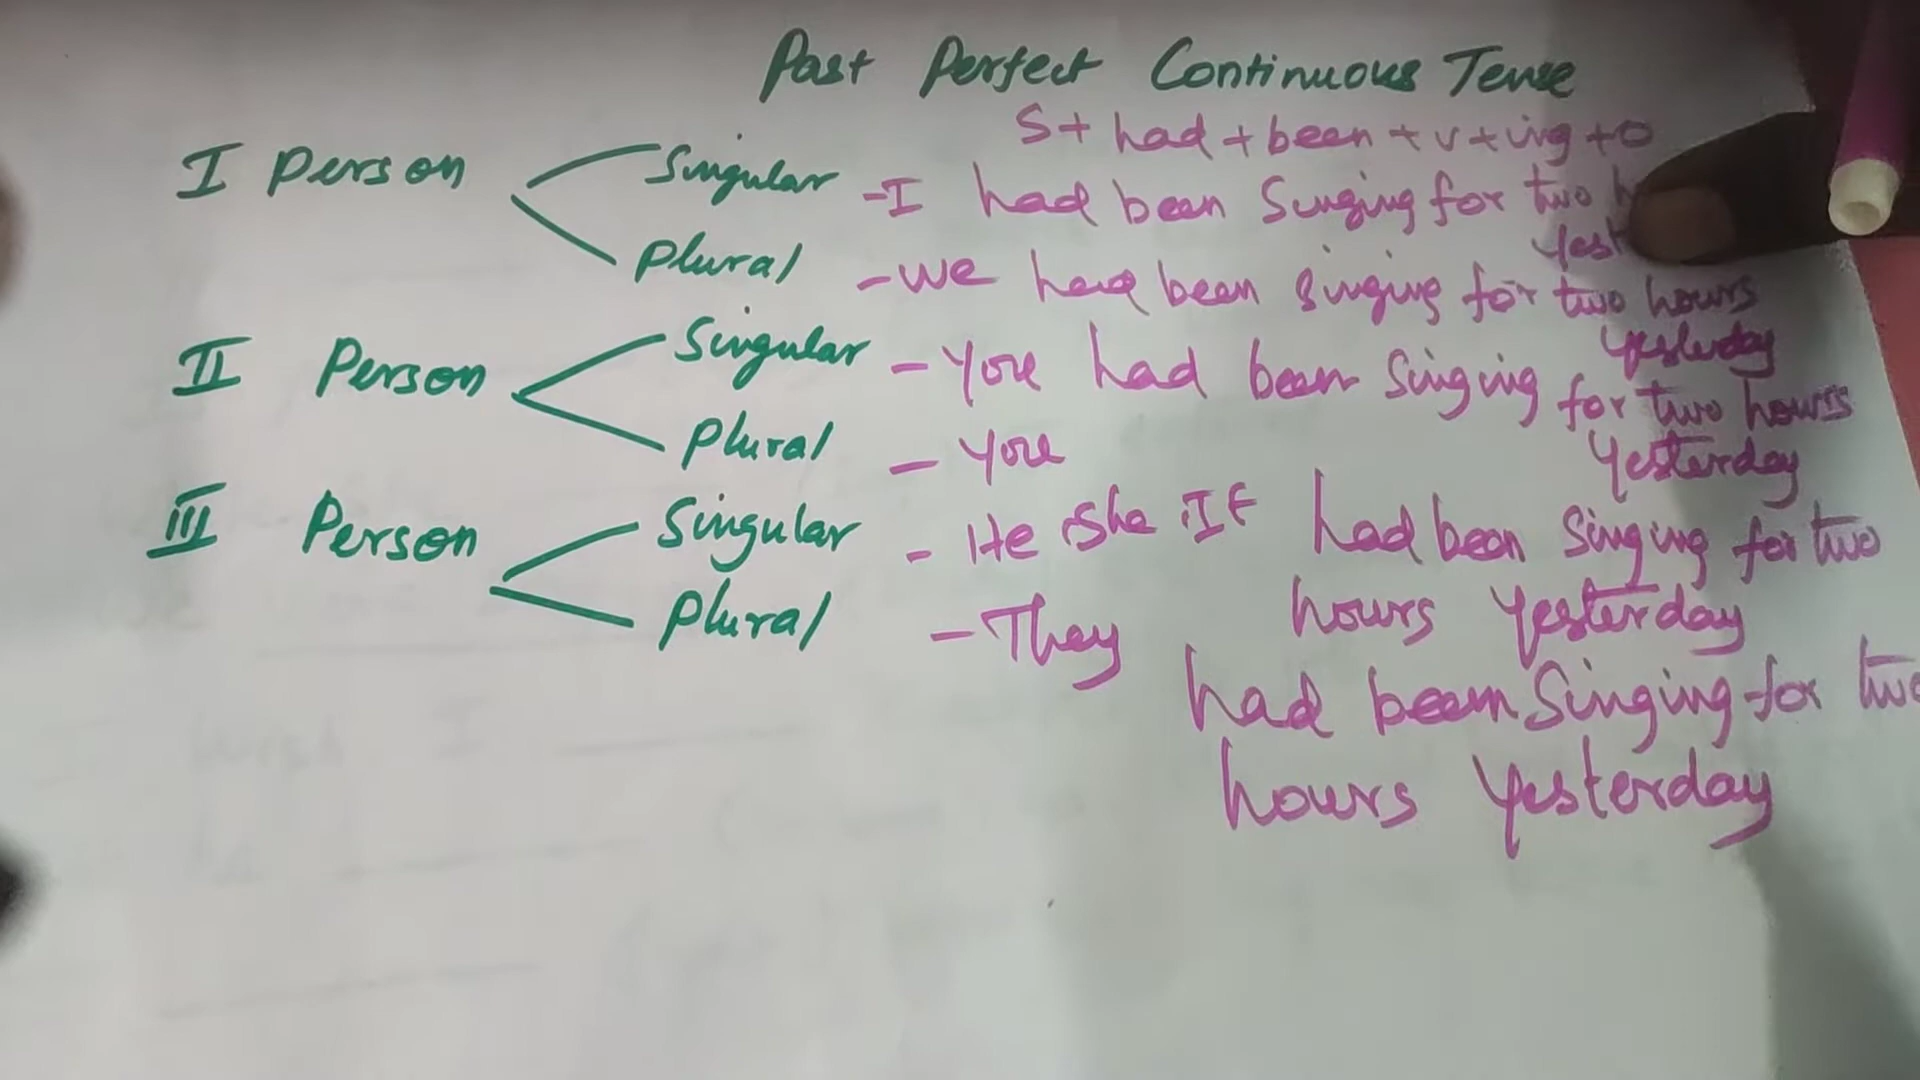 Past Perfect Continuous Tense
S + had + been + v + ing + o
I Person
Singular - I had been Singing for two
Plural - We had been singing for two hours
yesterday
II Person
Singular - You had been Singing for two hours
yesterday
Plural - You
III Person
Singular - He, She, It had been Singing for two
hours yesterday
Plural - They
had been Singing for two
hours yesterday